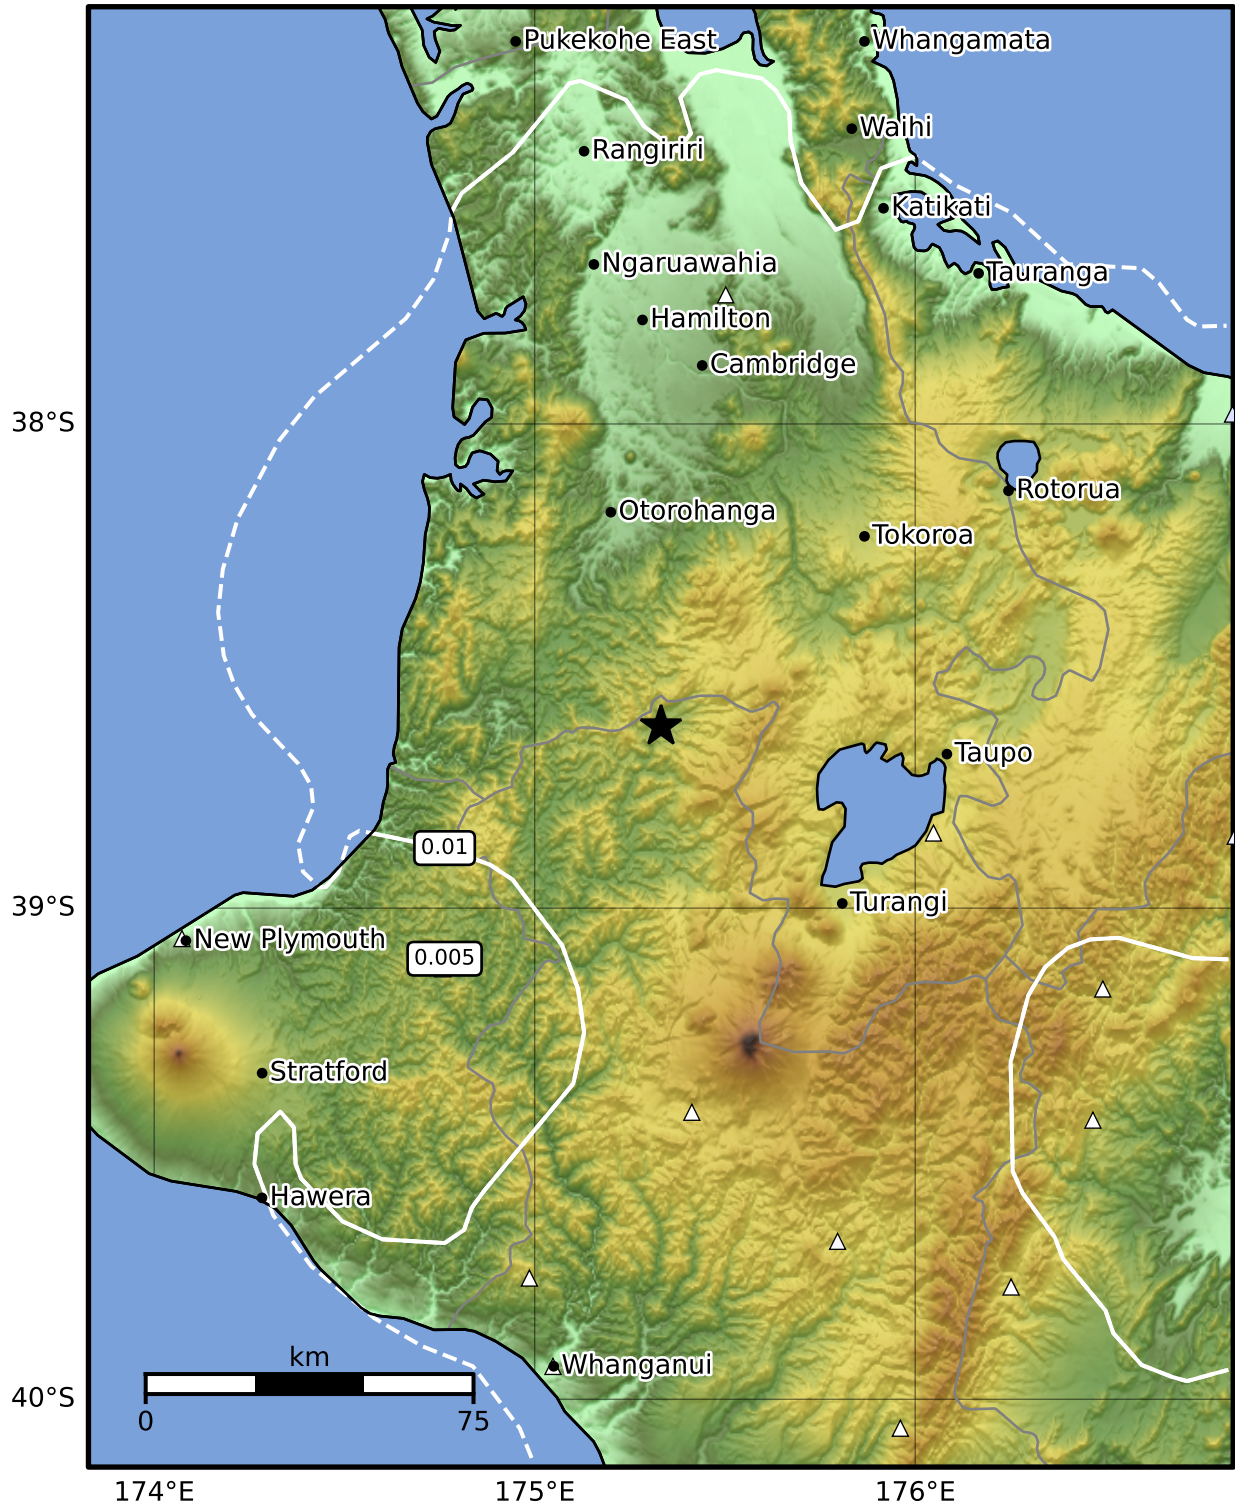 Pukekohe East
Whangamata
Waihi
Rangiriri
Katikati
Ngaruawahia
Tauranga
Hamilton
Cambridge
38°S
Rotorua
Otorohanga
Tokoroa
Taupo
0.01
39°S
Turangi
New Plymouth
0.005
Stratford
Hawera
km
Whanganui
40°S
0
75
174°E
175°E
176°E